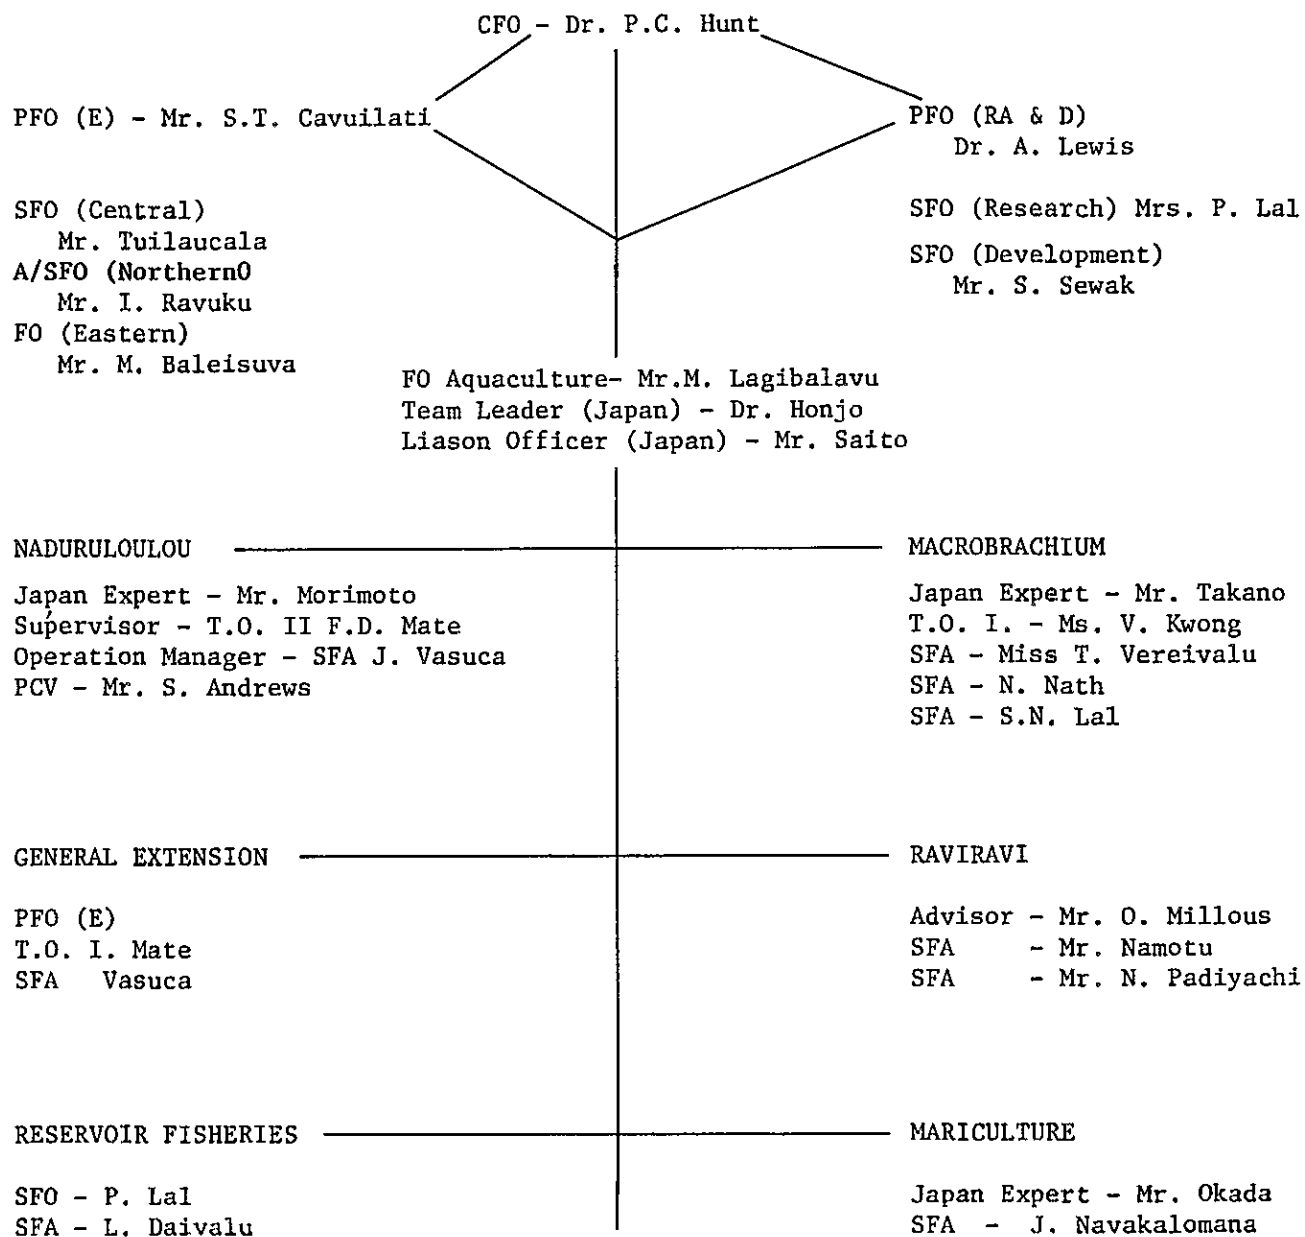 CFO - Dr. P.C. Hunt
PFO (E) - Mr. S.T. Cavuilati
PFO (RA & D)
Dr. A. Lewis
SFO (Central)
Mr. Tuilaucala
A/SFO (Northern0
Mr. I. Ravuku
FO (Eastern)
Mr. M. Baleisuva
SFO (Research) Mrs. P. Lal
SFO (Development)
Mr. S. Sewak
FO Aquaculture- Mr.M. Lagibalavu
Team Leader (Japan) - Dr. Honjo
Liason Officer (Japan) - Mr. Saito
NADURULOULOU
Japan Expert - Mr. Morimoto
Supervisor - T.O. II F.D. Mate
Operation Manager - SFA J. Vasuca
PCV - Mr. S. Andrews
MACROBRACHIUM
Japan Expert - Mr. Takano
T.O. I. - Ms. V. Kwong
SFA - Miss T. Vereivalu
SFA - N. Nath
SFA - S.N. Lal
GENERAL EXTENSION
PFO (E)
T.O. I. Mate
SFA Vasuca
RAVIRAVI
Advisor - Mr. O. Millous
SFA - Mr. Namotu
SFA - Mr. N. Padiyachi
RESERVOIR FISHERIES
SFO - P. Lal
SFA - L. Daivalu
MARICULTURE
Japan Expert - Mr. Okada
SFA - J. Navakalomana